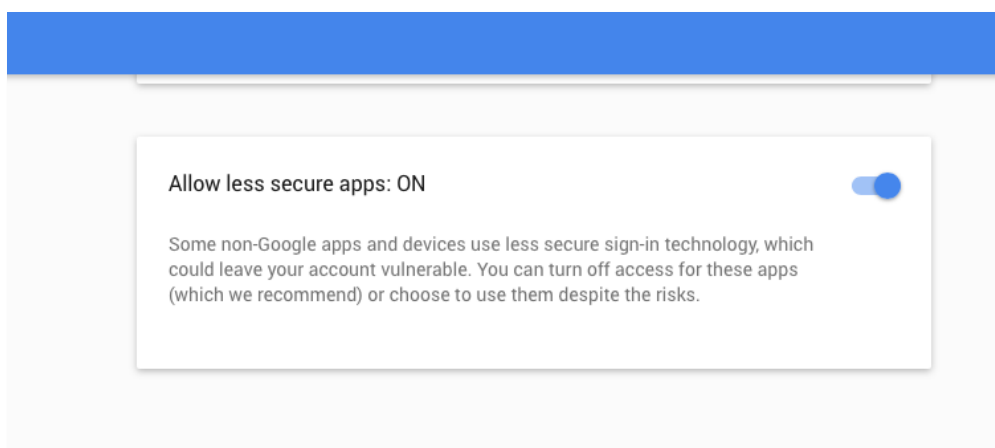 Allow less secure apps: ON
Some non-Google apps and devices use less secure sign-in technology, which
could leave your account vulnerable. You can turn off access for these apps
(which we recommend) or choose to use them despite the risks.